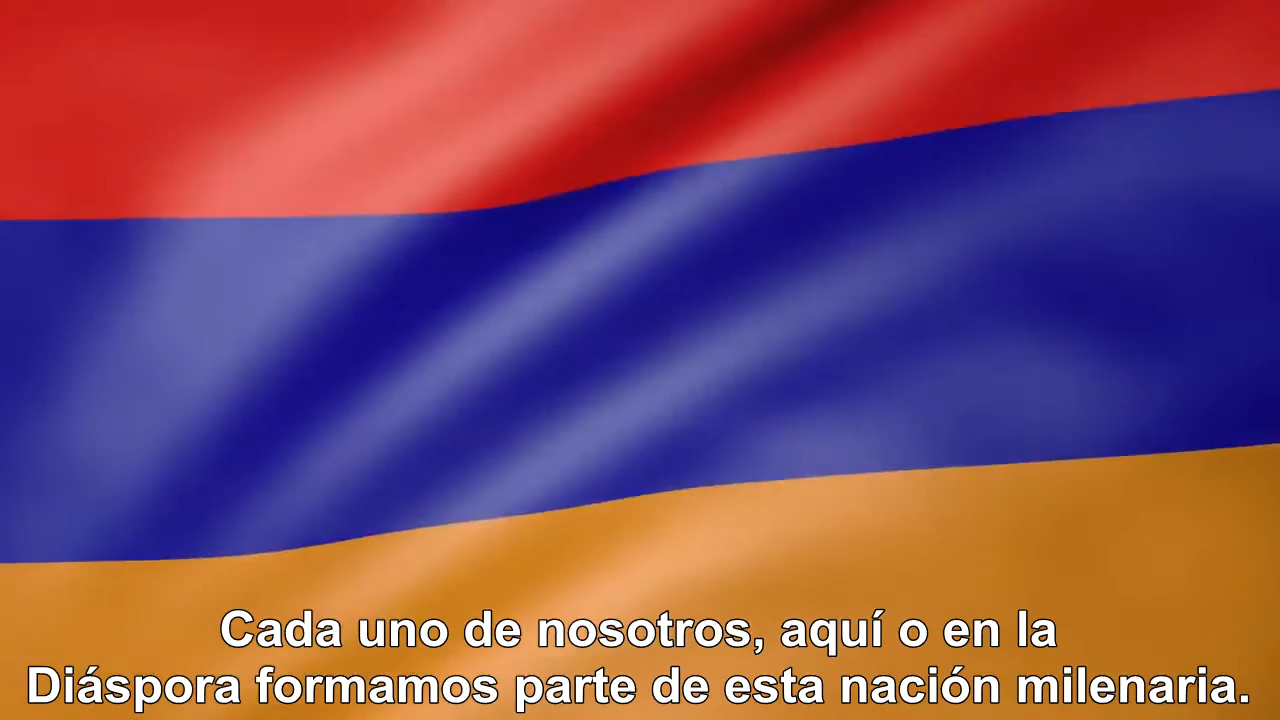 Cada uno de nosotros, aquí o en la
Diáspora formamos parte de esta nación milenaria.